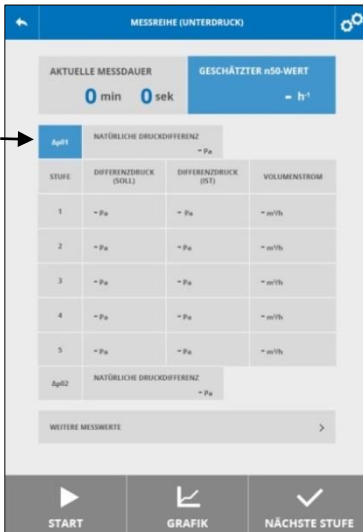 MESSREIHE (UNTERDRUCK)
AKTUELLE MESSDAUER
0 min 0 sek
GESCHÄTZTER n50-WERT
- h⁻¹
Δp01 NATÜRLICHE DRUCKDIFFERENZ
- Pa
STUFE DIFFERENZDRUCK (SOLL) DIFFERENZDRUCK (IST) VOLUMENSTROM
1 - Pa - Pa - m³/h
2 - Pa - Pa - m³/h
3 - Pa - Pa - m³/h
4 - Pa - Pa - m³/h
5 - Pa - Pa - m³/h
Δp02 NATÜRLICHE DRUCKDIFFERENZ
- Pa
WEITERE MESSWERTE
START GRAFIK NÄCHSTE STUFE